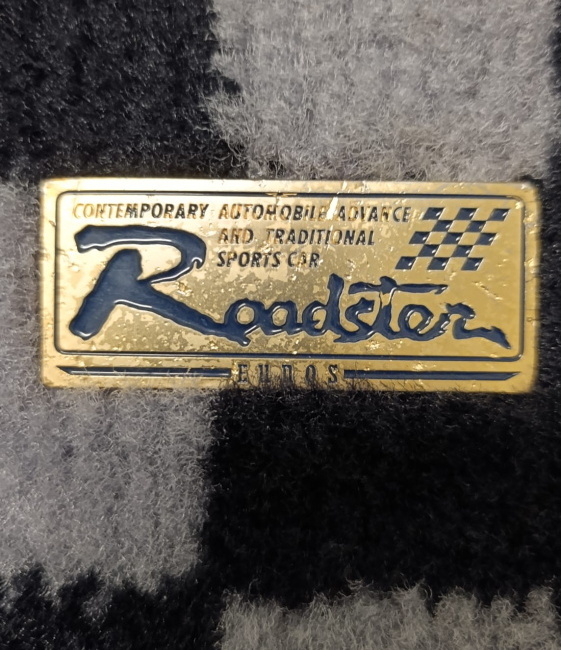 CONTEMPORARY AUTOMOBILE ADVANCE
AND TRADITIONAL
SPORTS CAR
Roadster
EUNOS